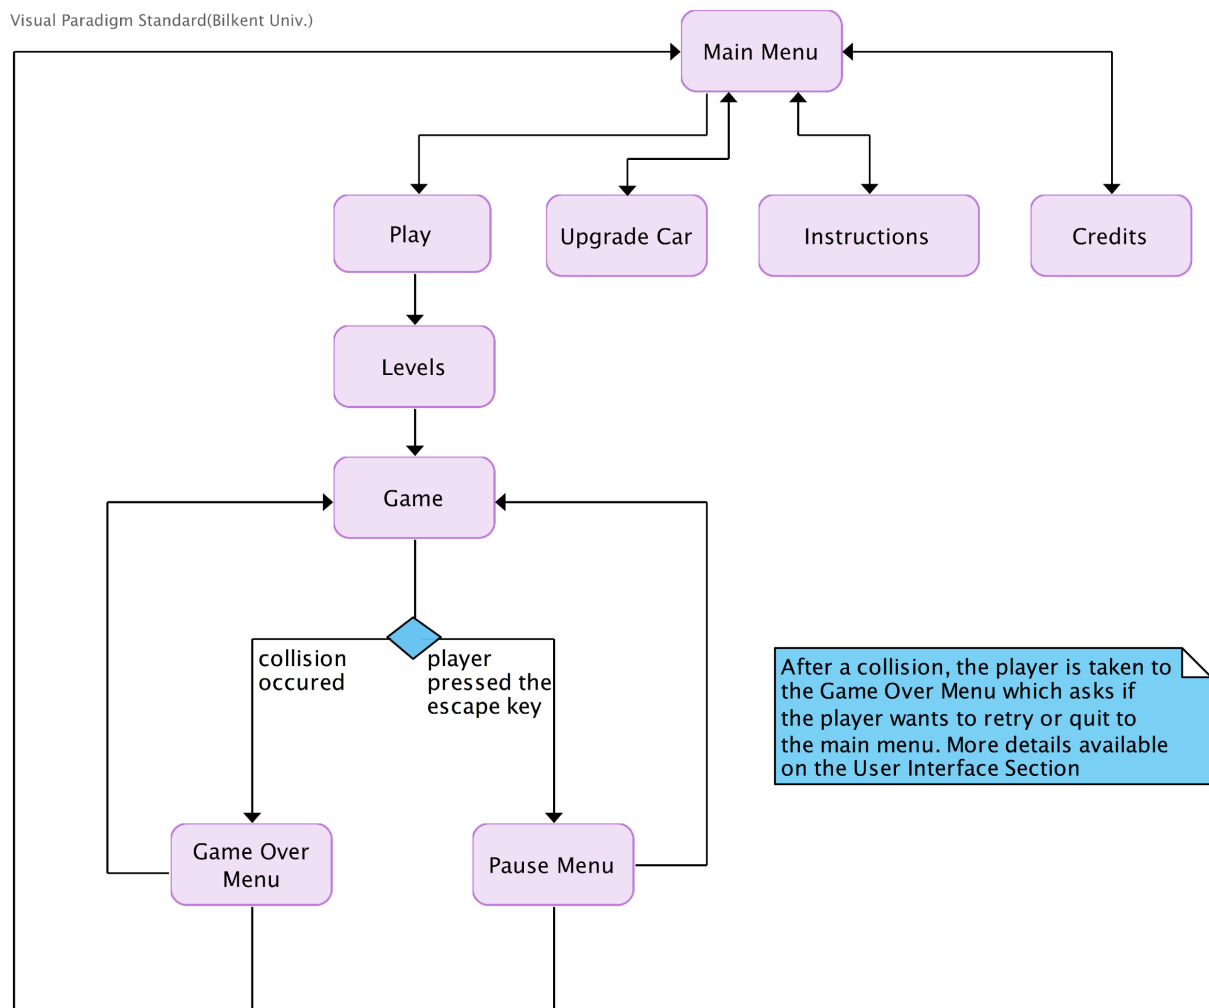 Visual Paradigm Standard(Bilkent Univ.)
Main Menu
Play
Upgrade Car
Instructions
Credits
Levels
Game
collision
occured
player
pressed the
escape key
After a collision, the player is taken to
the Game Over Menu which asks if
the player wants to retry or quit to
the main menu. More details available
on the User Interface Section
Game Over
Menu
Pause Menu